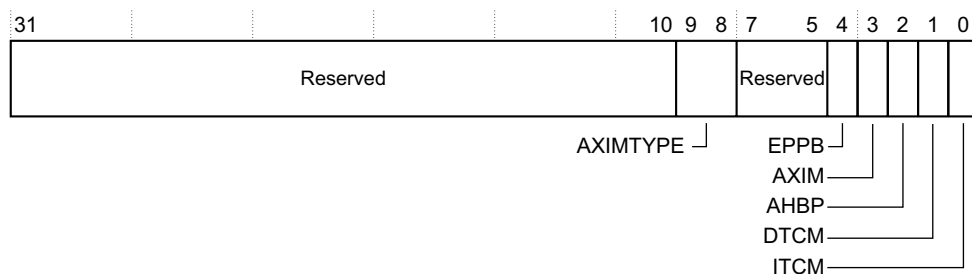 31 10 9 8 7 5 4 3 2 1 0
Reserved Reserved
AXIMTYPE EPPB
AXIM
AHBP
DTCM
ITCM